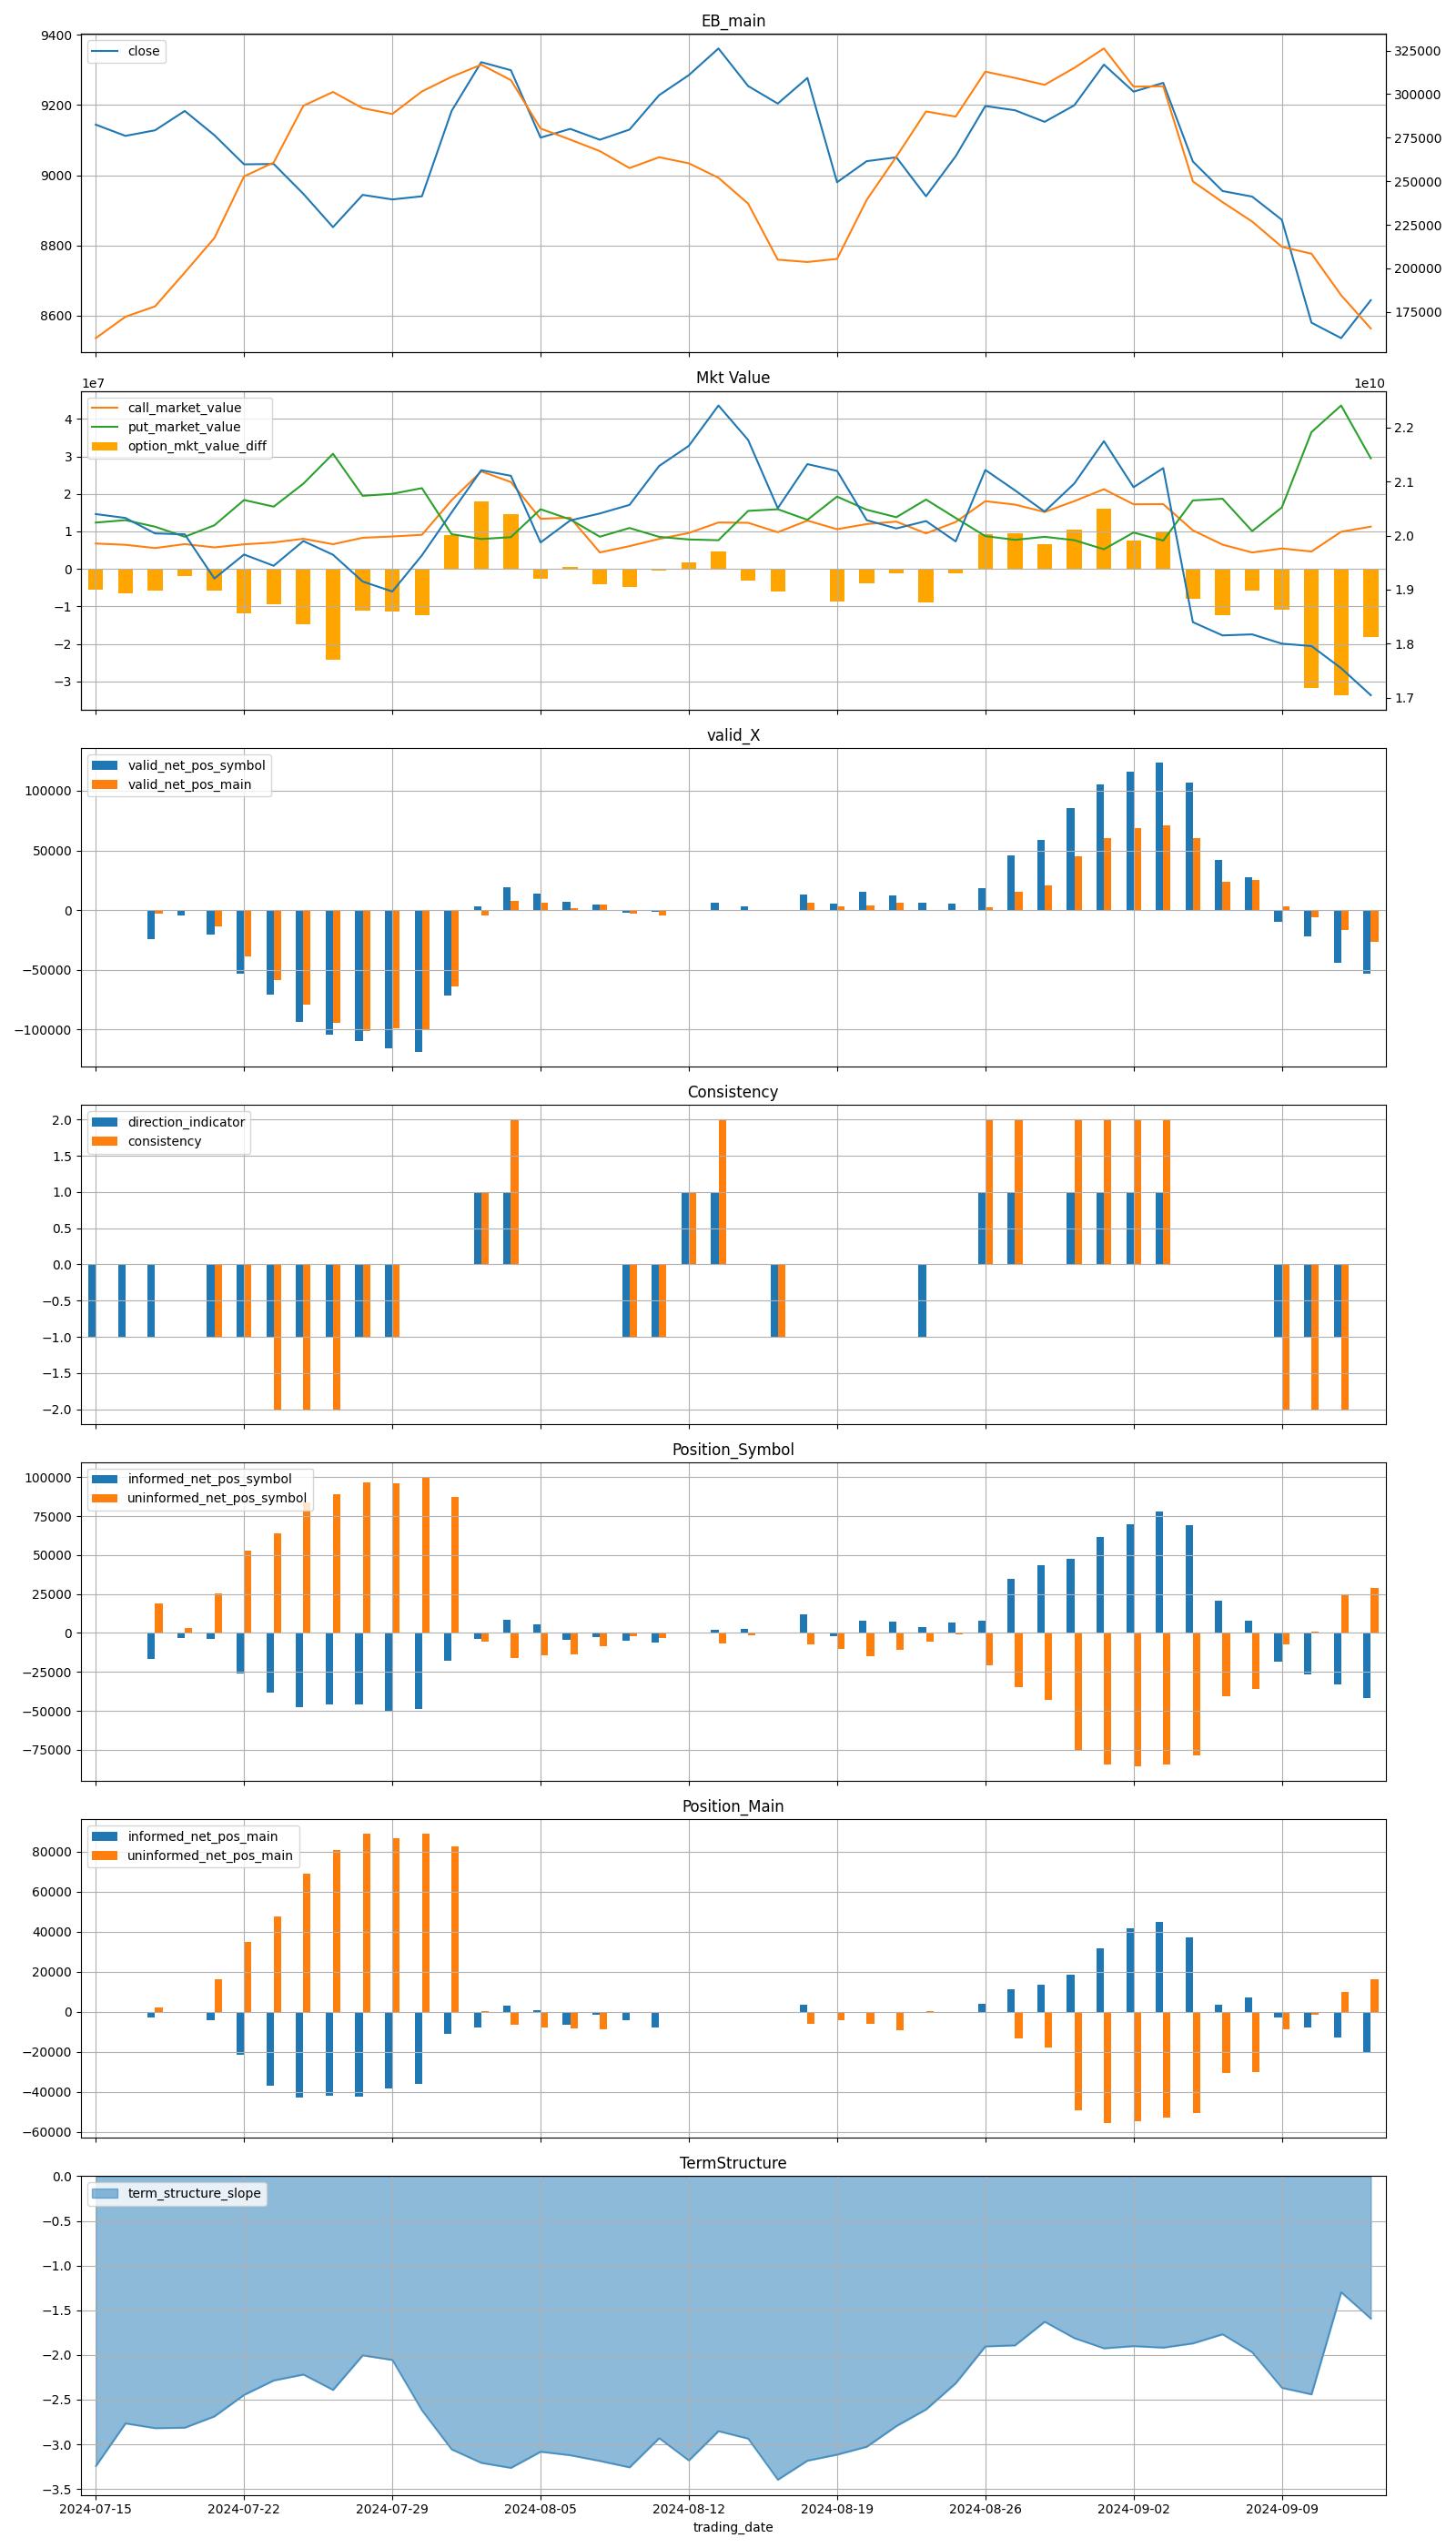 EB_main
close
9400
9200
9000
8800
8600
325000
300000
275000
250000
225000
200000
175000
Mkt Value
1e7
1e10
call_market_value
put_market_value
option_mkt_value_diff
4
3
2
1
0
−1
−2
−3
2.2
2.1
2.0
1.9
1.8
1.7
valid_X
valid_net_pos_symbol
valid_net_pos_main
100000
50000
0
−50000
−100000
Consistency
direction_indicator
consistency
2.0
1.5
1.0
0.5
0.0
−0.5
−1.0
−1.5
−2.0
Position_Symbol
informed_net_pos_symbol
uninformed_net_pos_symbol
100000
75000
50000
25000
0
−25000
−50000
−75000
Position_Main
informed_net_pos_main
uninformed_net_pos_main
80000
60000
40000
20000
0
−20000
−40000
−60000
TermStructure
term_structure_slope
0.0
−0.5
−1.0
−1.5
−2.0
−2.5
−3.0
−3.5
2024-07-15 2024-07-22 2024-07-29 2024-08-05 2024-08-12 2024-08-19 2024-08-26 2024-09-02 2024-09-09
trading_date